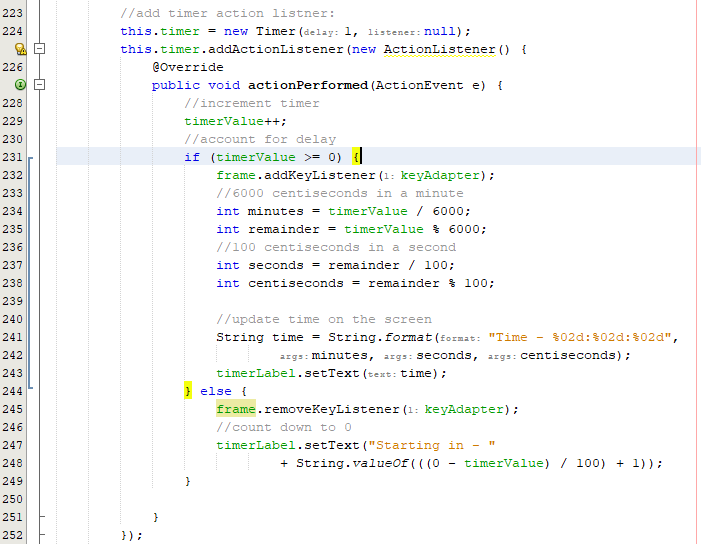 223 //add timer action listner:
224 this.timer = new Timer(delay: 1, listener: null);
this.timer.addActionListener(new ActionListener() {
226 @Override
public void actionPerformed(ActionEvent e) {
228 //increment timer
229 timerValue++;
230 //account for delay
231 if (timerValue >= 0) {
232 frame.addKeyListener(l: keyAdapter);
233 //6000 centiseconds in a minute
234 int minutes = timerValue / 6000;
235 int remainder = timerValue % 6000;
236 //100 centiseconds in a second
237 int seconds = remainder / 100;
238 int centiseconds = remainder % 100;
239
240 //update time on the screen
241 String time = String.format(format: "Time - %02d:%02d:%02d",
242 args: minutes, args: seconds, args: centiseconds);
243 timerLabel.setText(text: time);
244 } else {
245 frame.removeKeyListener(l: keyAdapter);
246 //count down to 0
247 timerLabel.setText("Starting in - "
248 + String.valueOf(((0 - timerValue) / 100) + 1));
249 }
250
251 }
252 });